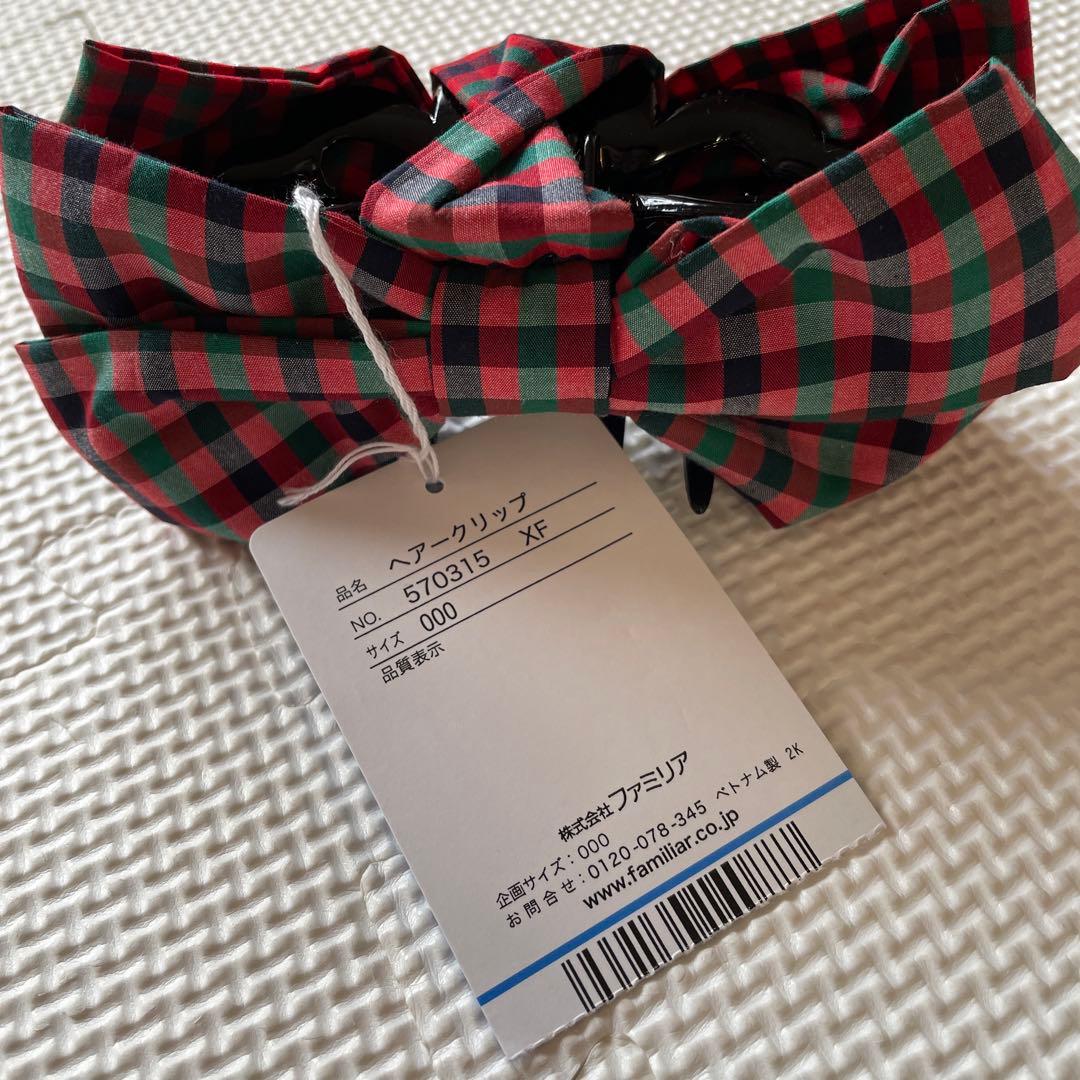 品名 ヘアークリップ
NO. 570315 XF
サイズ 000
品質表示
株式会社ファミリア
企画サイズ：000 ベトナム製 2K
お問合せ：0120-078-345
www.familiar.co.jp